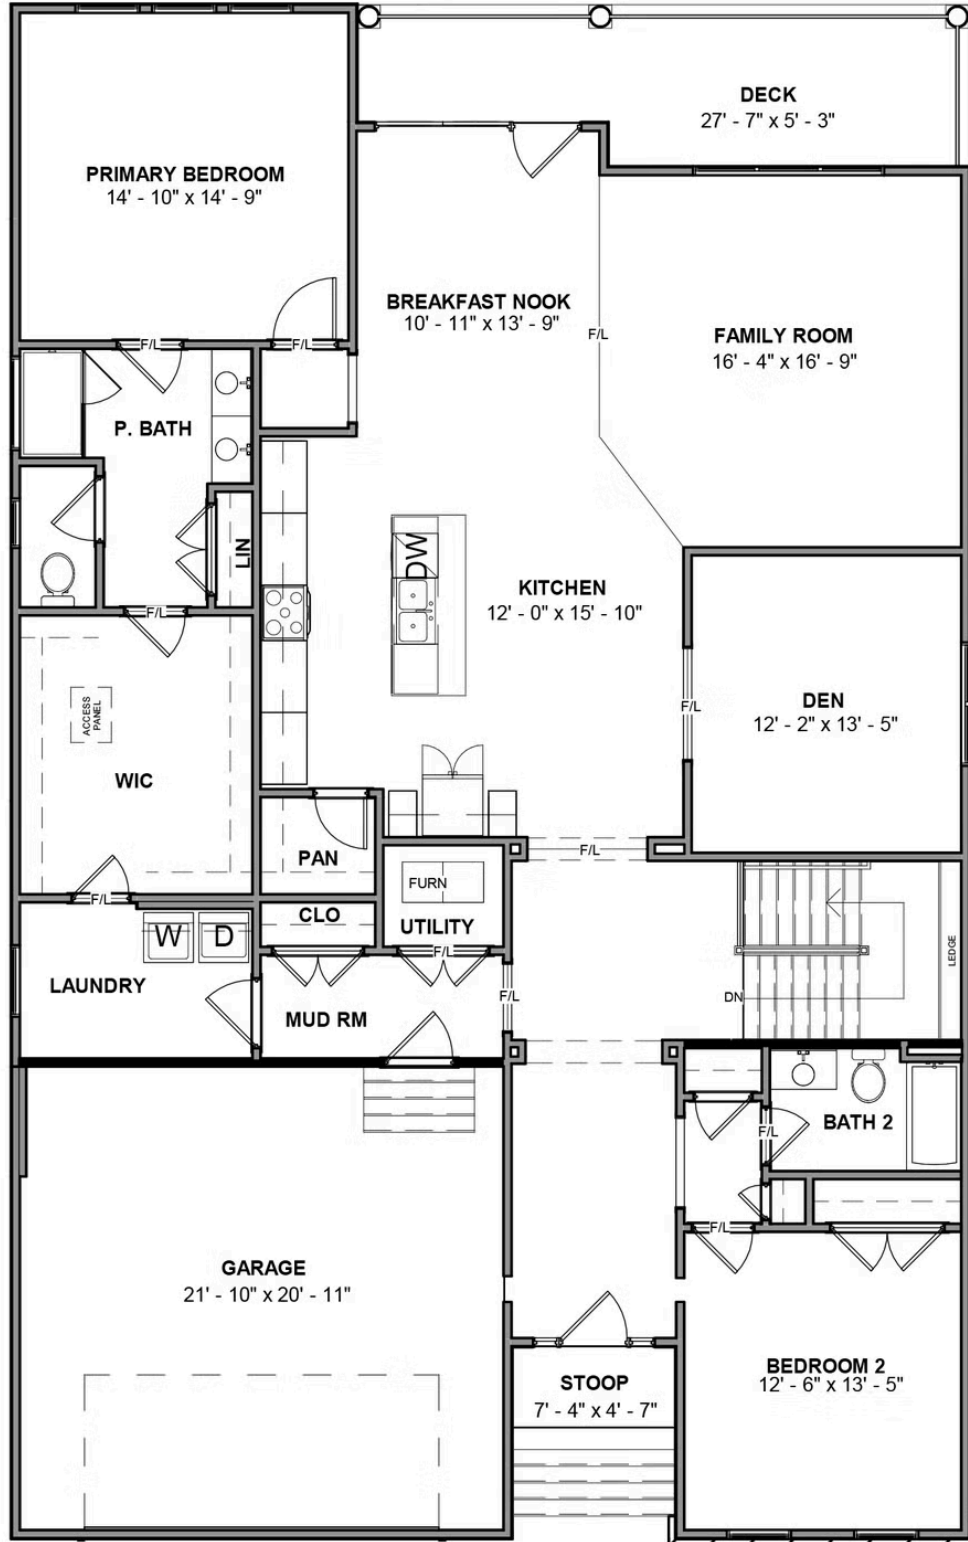 DECK
27' - 7" x 5' - 3"
PRIMARY BEDROOM
14' - 10" x 14' - 9"
BREAKFAST NOOK
10' - 11" x 13' - 9"
F/L
FAMILY ROOM
16' - 4" x 16' - 9"
F/L
F/L
P. BATH
LIN
DW
KITCHEN
12' - 0" x 15' - 10"
F/L
ACCESS
PANEL
WIC
F/L
DEN
12' - 2" x 13' - 5"
PAN
F/L
FURN
UTILITY
F/L
CLO
F/L
W
D
LAUNDRY
MUD RM
F/L
DN
LEDGE
BATH 2
F/L
F/L
GARAGE
21' - 10" x 20' - 11"
STOOP
7' - 4" x 4' - 7"
BEDROOM 2
12' - 6" x 13' - 5"